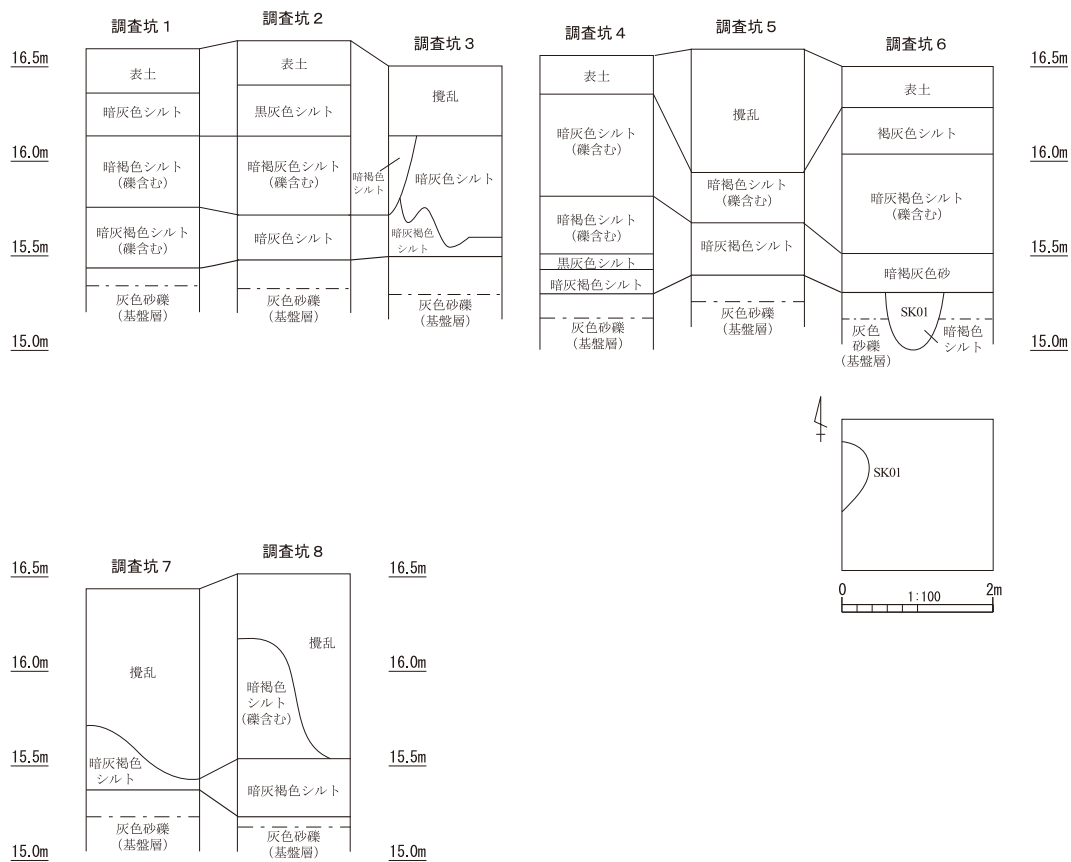 調査坑1
調査坑2
調査坑3
調査坑4
調査坑5
調査坑6
16.5m
16.0m
15.5m
15.0m
表土
暗灰色シルト
暗褐色シルト
(礫含む)
暗灰褐色シルト
(礫含む)
灰色砂礫
(基盤層)
表土
黒灰色シルト
暗褐灰色シルト
(礫含む)
暗灰色シルト
灰色砂礫
(基盤層)
攪乱
暗褐色
シルト
暗灰色シルト
暗灰褐色
シルト
灰色砂礫
(基盤層)
表土
暗灰色シルト
(礫含む)
暗褐色シルト
(礫含む)
黒灰色シルト
暗灰褐色シルト
灰色砂礫
(基盤層)
攪乱
暗褐色シルト
(礫含む)
暗灰褐色シルト
灰色砂礫
(基盤層)
表土
褐灰色シルト
暗灰褐色シルト
(礫含む)
暗褐灰色砂
SK01
灰色
砂礫
(基盤層)
暗褐色
シルト
16.5m
16.0m
15.5m
15.0m
SK01
0
1:100
2m
調査坑7
調査坑8
16.5m
16.0m
15.5m
15.0m
攪乱
暗灰褐色
シルト
灰色砂礫
(基盤層)
攪乱
暗褐色
シルト
(礫含む)
暗灰褐色シルト
灰色砂礫
(基盤層)
16.5m
16.0m
15.5m
15.0m